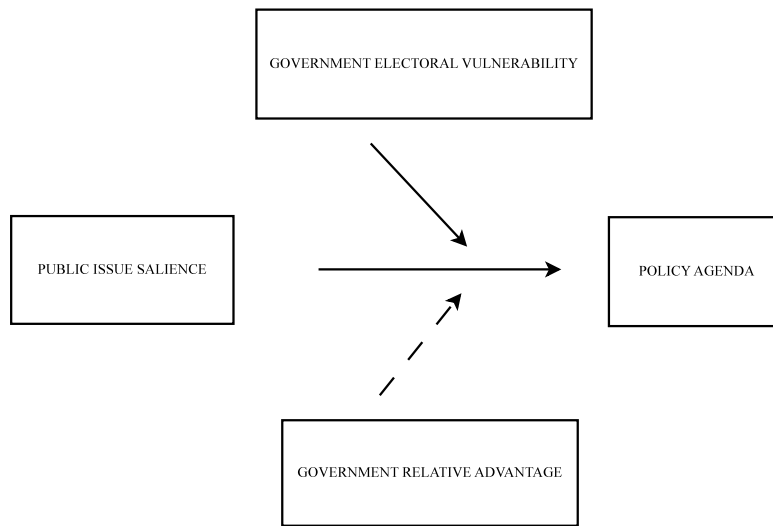 GOVERNMENT ELECTORAL VULNERABILITY
PUBLIC ISSUE SALIENCE
POLICY AGENDA
GOVERNMENT RELATIVE ADVANTAGE